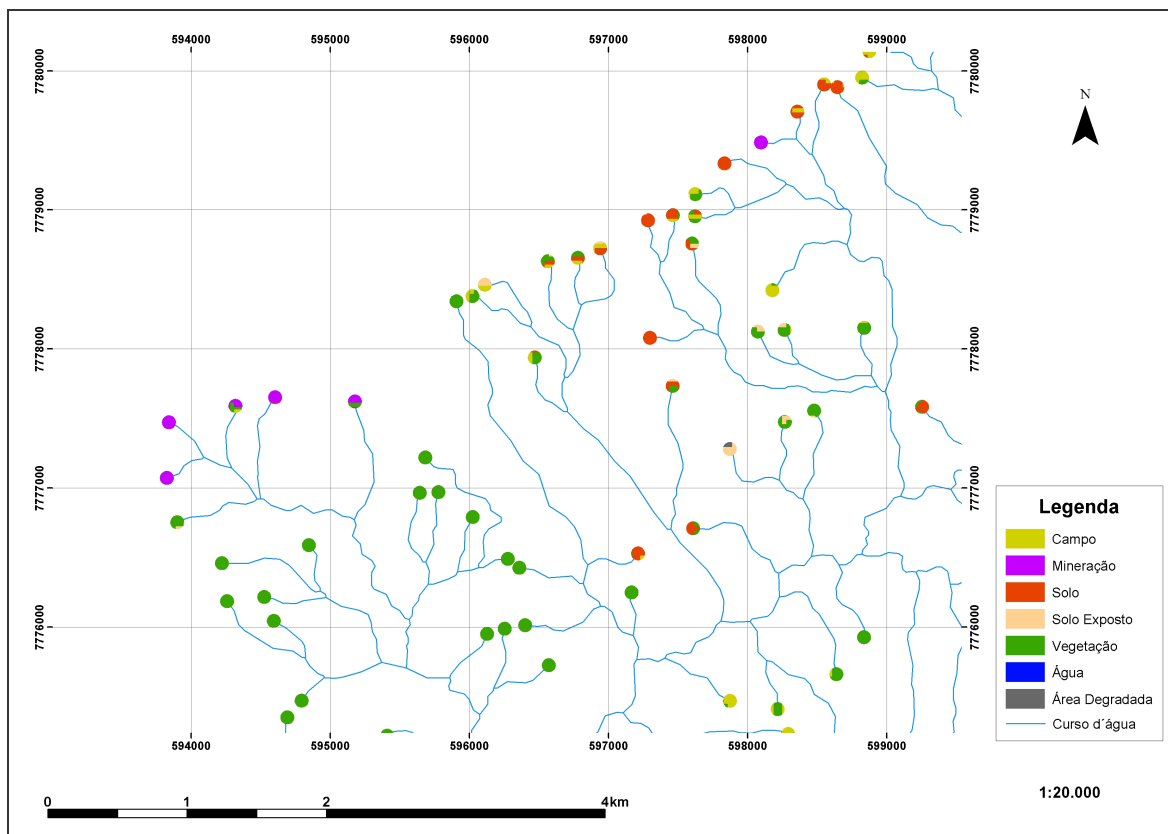 594000 595000 596000 597000 598000 599000
7780000 7780000
N
7779000 7779000
7778000 7778000
7777000 7777000
Legenda
Campo
Mineração
Solo
Solo Exposto
Vegetação
Água
Área Degradada
Curso d´água
7776000 7776000
594000 595000 596000 597000 598000 599000
0 1 2 4km
1:20.000